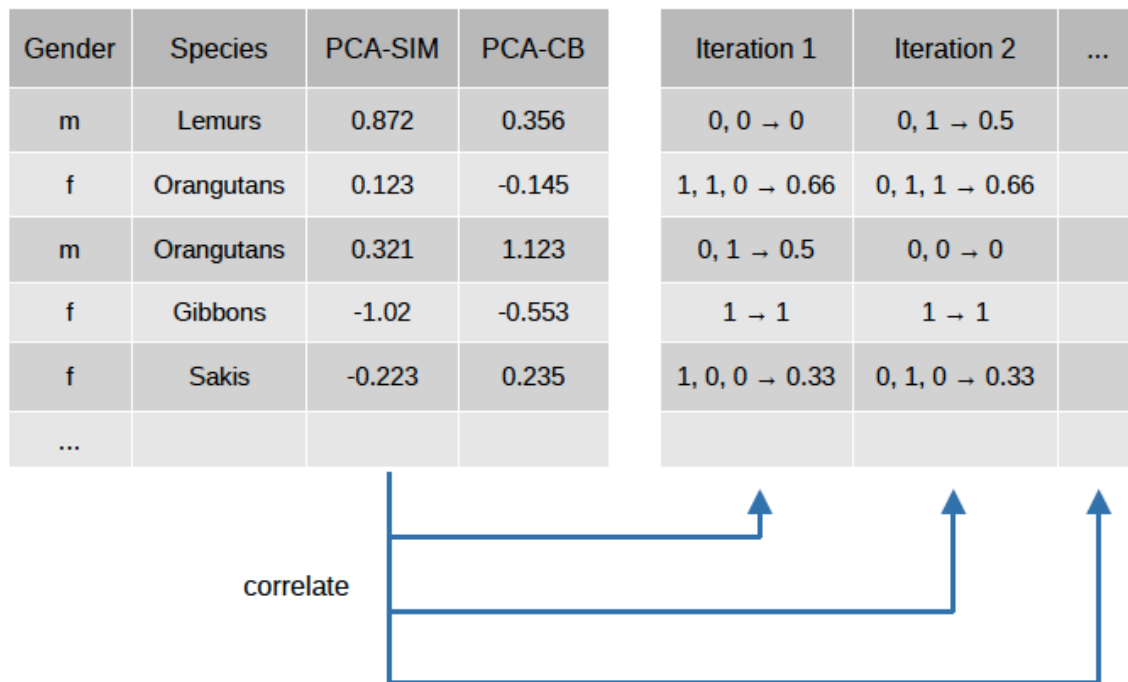 Gender Species PCA-SIM PCA-CB Iteration 1 Iteration 2 ...
m Lemurs 0.872 0.356 0, 0 → 0 0, 1 → 0.5
f Orangutans 0.123 -0.145 1, 1, 0 → 0.66 0, 1, 1 → 0.66
m Orangutans 0.321 1.123 0, 1 → 0.5 0, 0 → 0
f Gibbons -1.02 -0.553 1 → 1 1 → 1
f Sakis -0.223 0.235 1, 0, 0 → 0.33 0, 1, 0 → 0.33
...
correlate